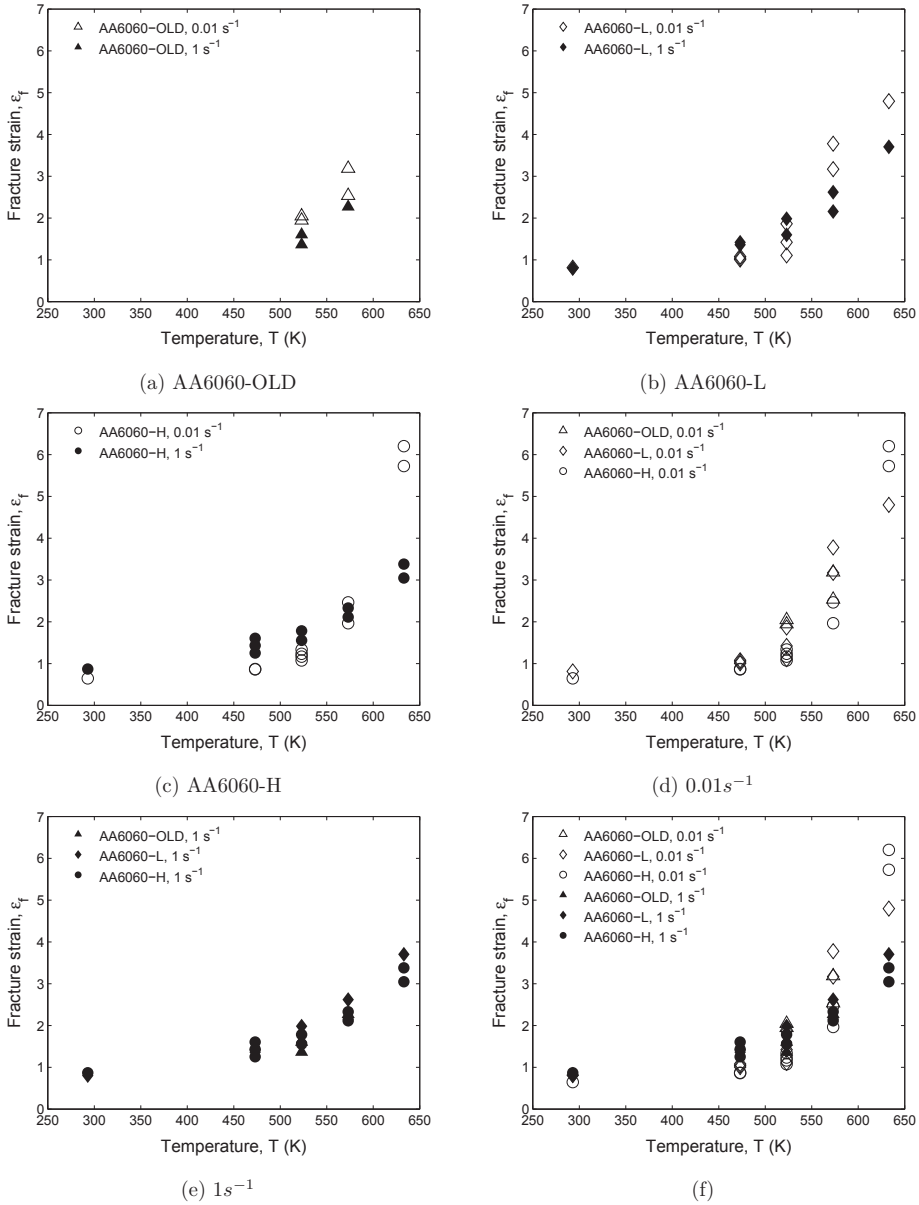 AA6060−OLD, 0.01 s−1
AA6060−OLD, 1 s−1
7
6
5
4
3
2
1
0
Fracture strain, εf
250 300 350 400 450 500 550 600 650
Temperature, T (K)
(a) AA6060-OLD
AA6060−L, 0.01 s−1
AA6060−L, 1 s−1
7
6
5
4
3
2
1
0
Fracture strain, εf
250 300 350 400 450 500 550 600 650
Temperature, T (K)
(b) AA6060-L
AA6060−H, 0.01 s−1
AA6060−H, 1 s−1
7
6
5
4
3
2
1
0
Fracture strain, εf
250 300 350 400 450 500 550 600 650
Temperature, T (K)
(c) AA6060-H
AA6060−OLD, 0.01 s−1
AA6060−L, 0.01 s−1
AA6060−H, 0.01 s−1
7
6
5
4
3
2
1
0
Fracture strain, εf
250 300 350 400 450 500 550 600 650
Temperature, T (K)
(d) 0.01s−1
AA6060−OLD, 1 s−1
AA6060−L, 1 s−1
AA6060−H, 1 s−1
7
6
5
4
3
2
1
0
Fracture strain, εf
250 300 350 400 450 500 550 600 650
Temperature, T (K)
(e) 1s−1
AA6060−OLD, 0.01 s−1
AA6060−L, 0.01 s−1
AA6060−H, 0.01 s−1
AA6060−OLD, 1 s−1
AA6060−L, 1 s−1
AA6060−H, 1 s−1
7
6
5
4
3
2
1
0
Fracture strain, εf
250 300 350 400 450 500 550 600 650
Temperature, T (K)
(f)